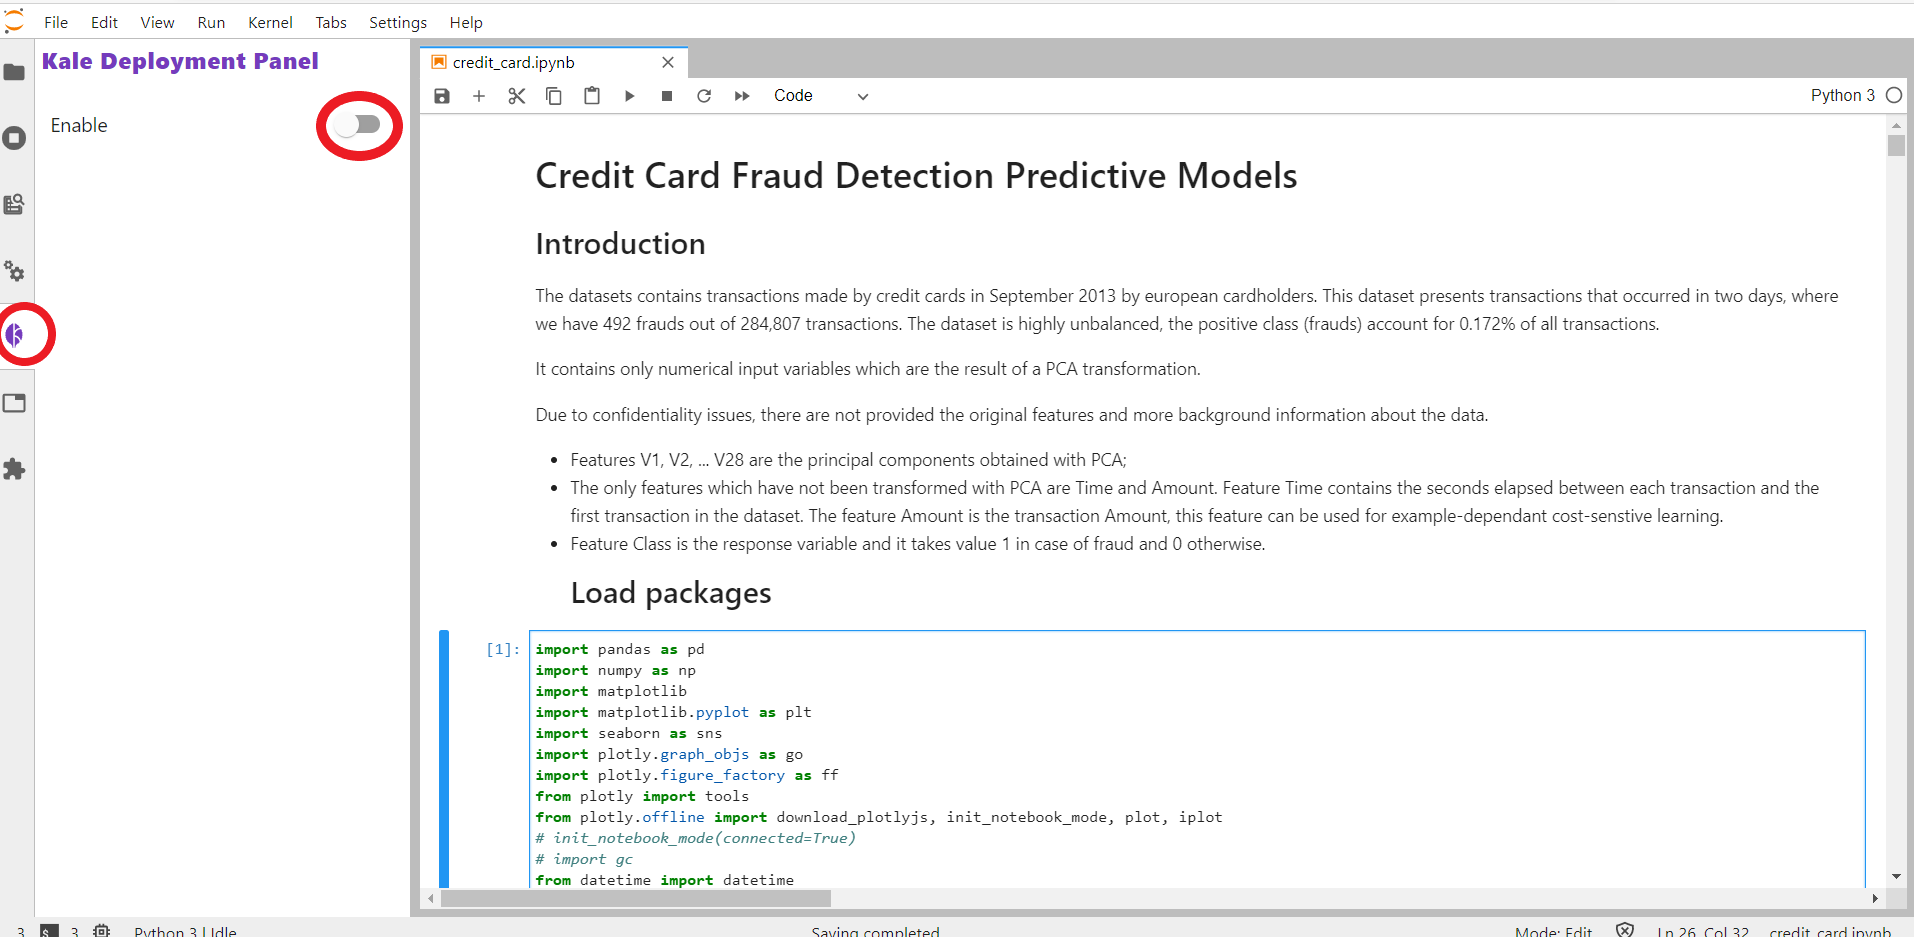 File Edit View Run Kernel Tabs Settings Help
Kale Deployment Panel
Enable
credit_card.ipynb
Code
Python 3
Credit Card Fraud Detection Predictive Models
Introduction
The datasets contains transactions made by credit cards in September 2013 by european cardholders. This dataset presents transactions that occurred in two days, where
we have 492 frauds out of 284,807 transactions. The dataset is highly unbalanced, the positive class (frauds) account for 0.172% of all transactions.
It contains only numerical input variables which are the result of a PCA transformation.
Due to confidentiality issues, there are not provided the original features and more background information about the data.
• Features V1, V2, ... V28 are the principal components obtained with PCA;
• The only features which have not been transformed with PCA are Time and Amount. Feature Time contains the seconds elapsed between each transaction and the
first transaction in the dataset. The feature Amount is the transaction Amount, this feature can be used for example-dependant cost-senstive learning.
• Feature Class is the response variable and it takes value 1 in case of fraud and 0 otherwise.
Load packages
[1]: import pandas as pd
import numpy as np
import matplotlib
import matplotlib.pyplot as plt
import seaborn as sns
import plotly.graph_objs as go
import plotly.figure_factory as ff
from plotly import tools
from plotly.offline import download_plotlyjs, init_notebook_mode, plot, iplot
# init_notebook_mode(connected=True)
# import gc
from datetime import datetime
3 $_ 3 Python 3 | Idle Saving completed Mode: Edit Ln 26, Col 32 credit_card.ipynb